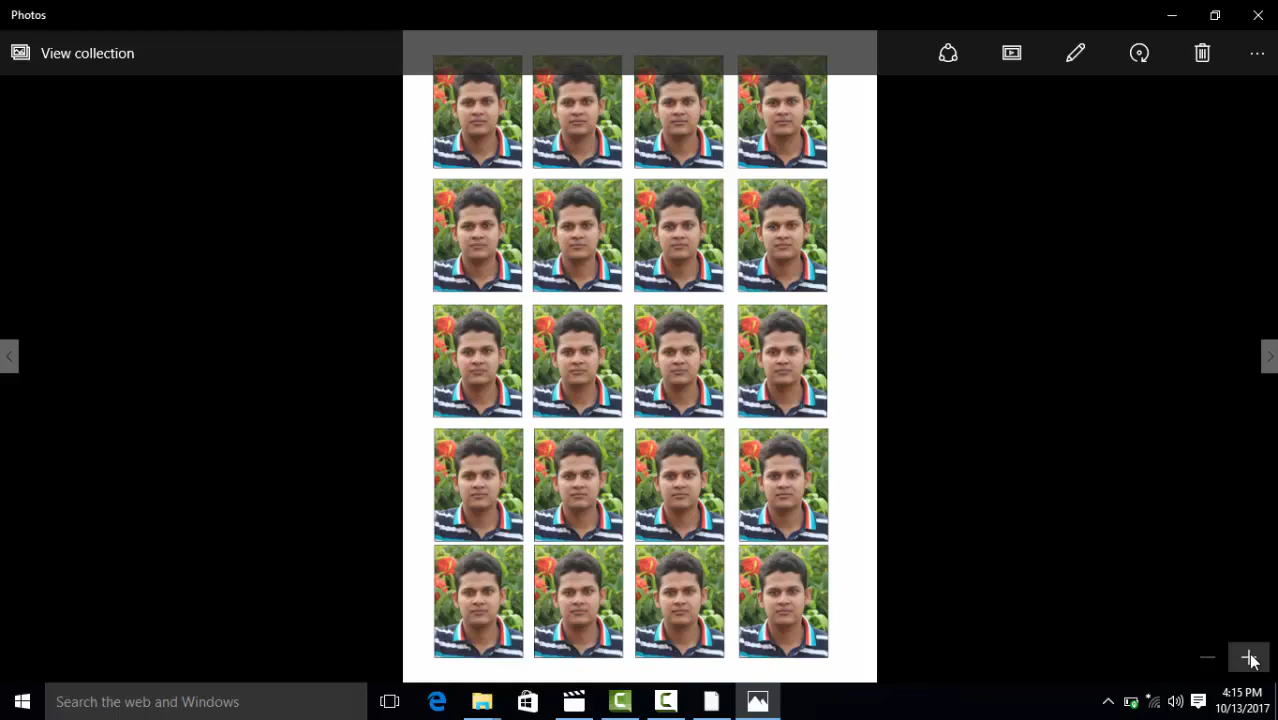 Photos
View collection
Search the web and Windows
4:15 PM
10/13/2017